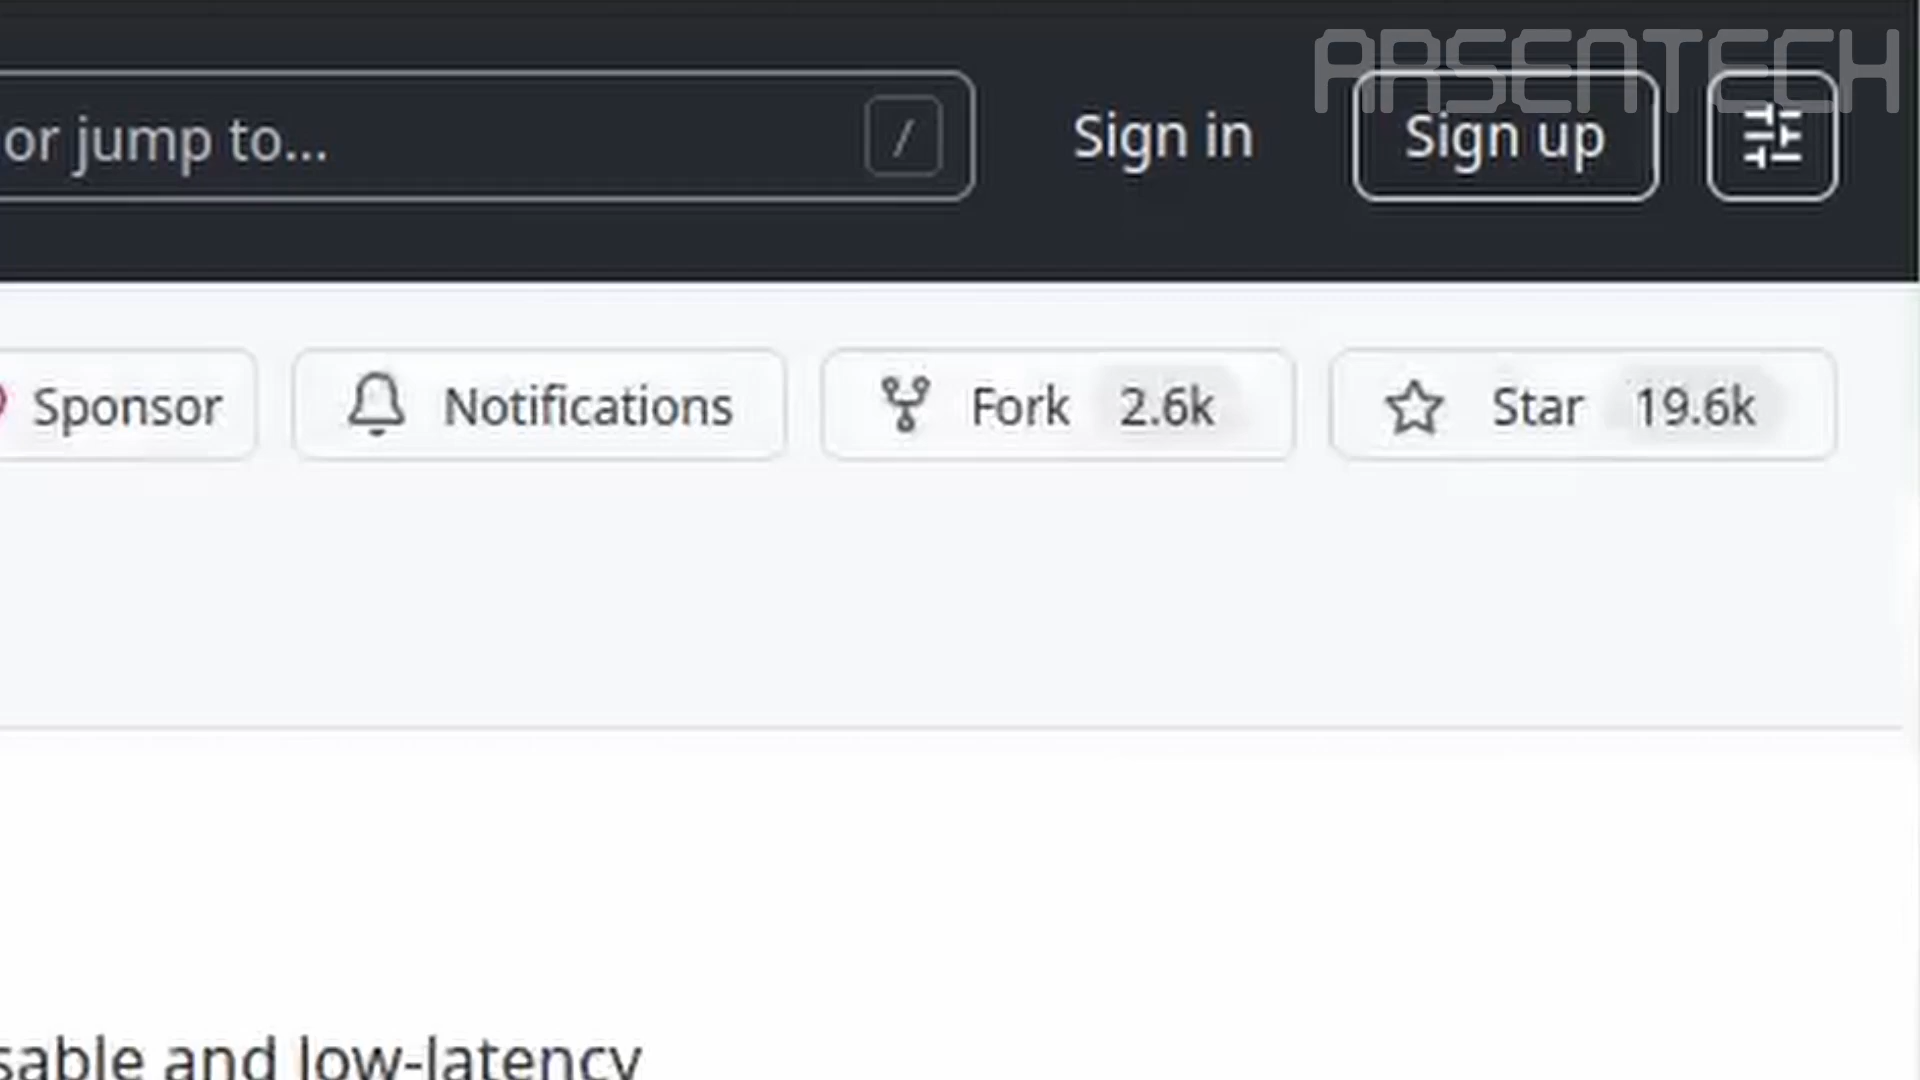 ARSENTECH
or jump to...
/
Sign in
Sign up
Sponsor
Notifications
Fork 2.6k
Star 19.6k
and low-latency